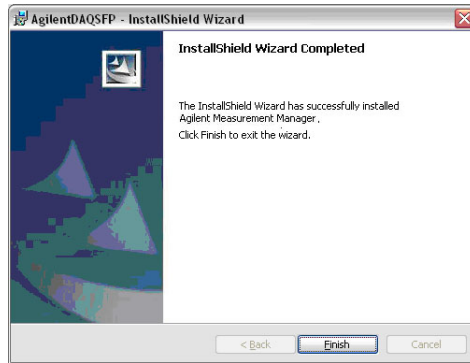 AgilentDAQSFP - InstallShield Wizard
InstallShield Wizard Completed
The InstallShield Wizard has successfully installed
Agilent Measurement Manager.
Click Finish to exit the wizard.
< Back
Finish
Cancel